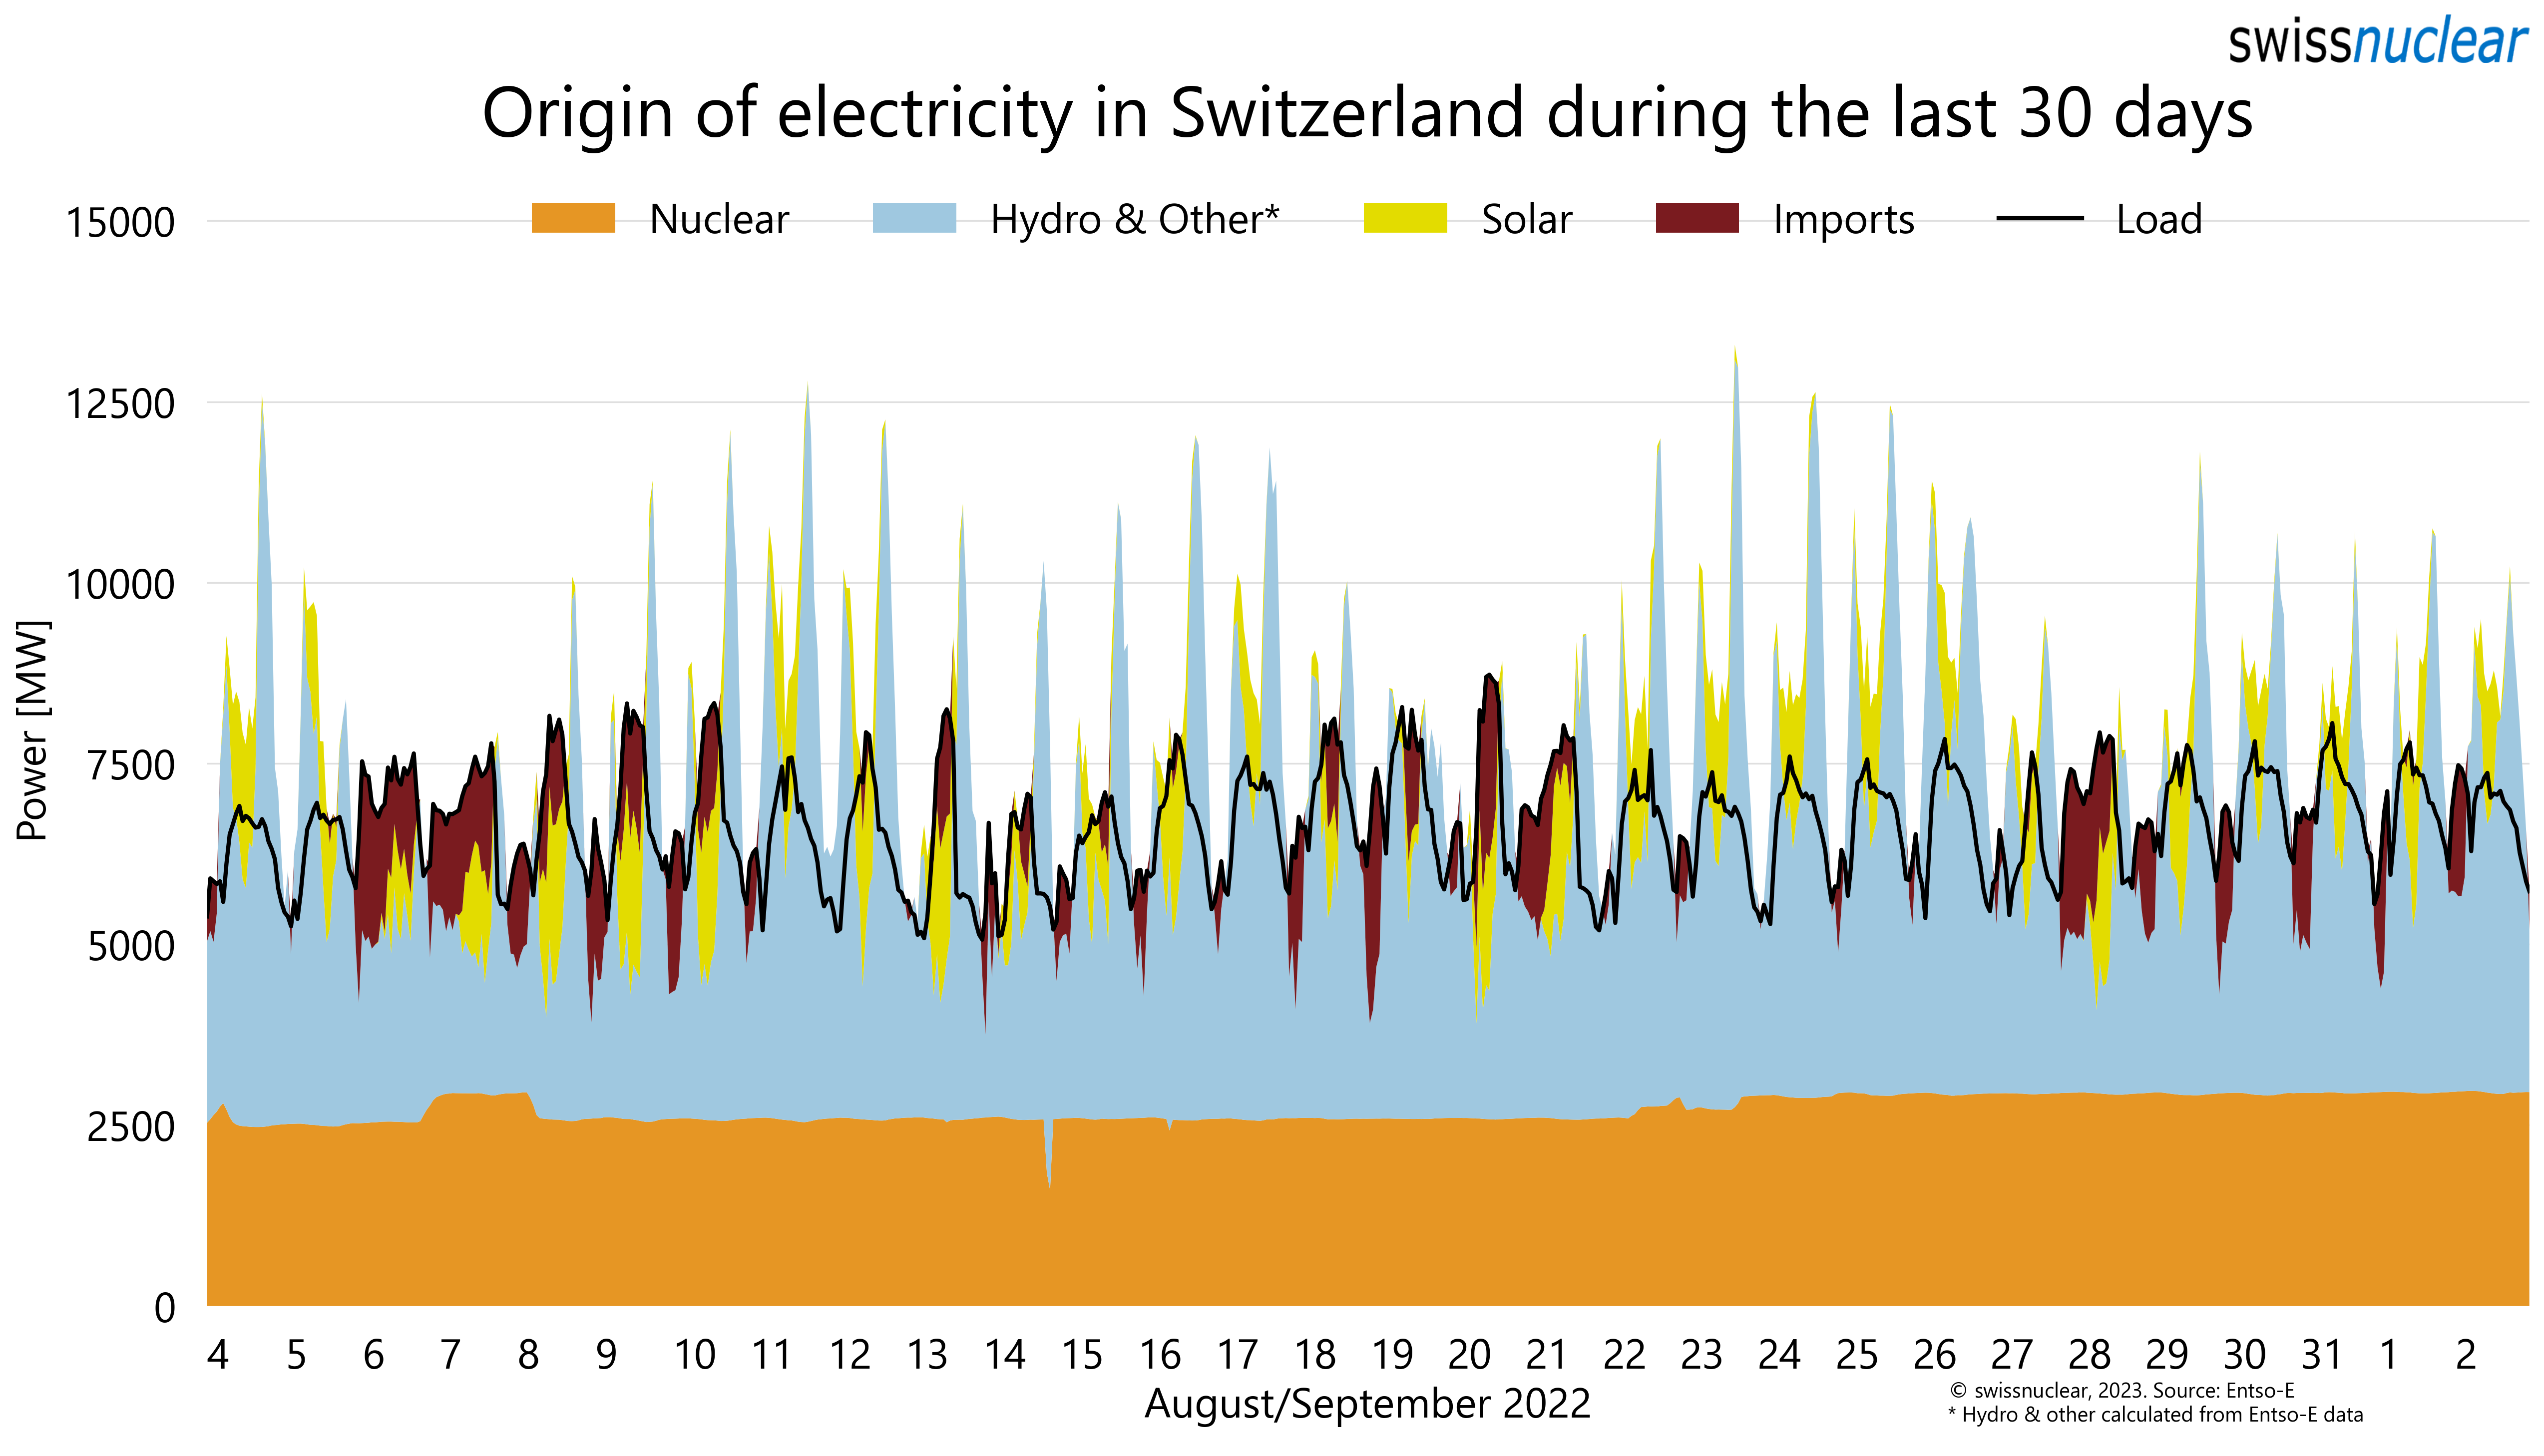 swissnuclear
Origin of electricity in Switzerland during the last 30 days
Nuclear Hydro & Other* Solar Imports Load
15000
12500
10000
7500
5000
2500
0
Power [MW]
4 5 6 7 8 9 10 11 12 13 14 15 16 17 18 19 20 21 22 23 24 25 26 27 28 29 30 31 1 2
August/September 2022
© swissnuclear, 2023. Source: Entso-E
* Hydro & other calculated from Entso-E data